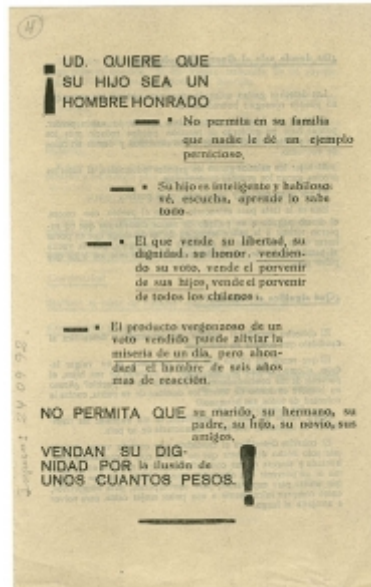 4
¡ UD. QUIERE QUE
SU HIJO SEA UN
HOMBRE HONRADO
— • No permita en su familia
que nadie le dé un ejemplo
pernicioso.
— • Su hijo es inteligente y habiloso
vé, escucha, aprende lo sabe
todo.
— • El que vende su libertad, su
dignidad, su honor, vendien-
do su voto, vende el porvenir
de sus hijos, vende el porvenir
de todos los chilenos.
— • El producto vergonzoso de un
voto vendido puede aliviar la
miseria de un día, pero ahon-
dará el hambre de seis años
mas de reacción.
NO PERMITA QUE su marido, su hermano, su
padre, su hijo, su novio, sus
amigos,
VENDAN SU DIG-
NIDAD POR la ilusión de
UNOS CUANTOS PESOS. !